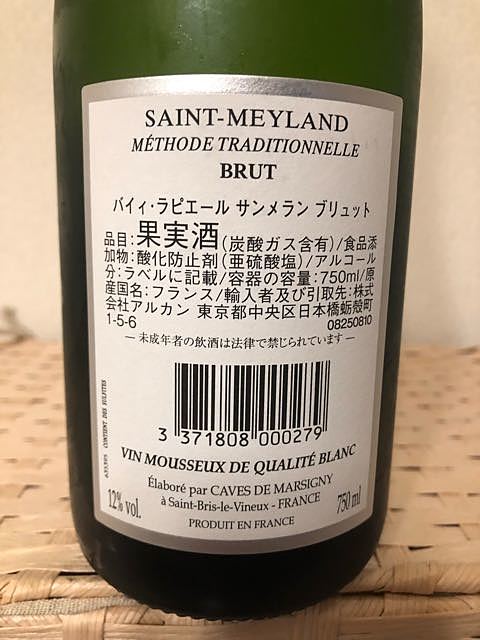 SAINT-MEYLAND
MÉTHODE TRADITIONNELLE
BRUT
バイィ・ラピエール サンメラン ブリュット
品目:果実酒(炭酸ガス含有)/食品添
加物:酸化防止剤(亜硫酸塩)/アルコール
分:ラベルに記載/容器の容量:750ml/原
産国名:フランス/輸入者及び引取先:株式
会社アルカン 東京都中央区日本橋蛎殻町
1-5-6 08250810
― 未成年者の飲酒は法律で禁じられています ―
CONTIENT DES SULFITES
3 371808 000279
VIN MOUSSEUX DE QUALITÉ BLANC
Élaboré par CAVES DE MARSIGNY
à Saint-Bris-le-Vineux - FRANCE
12% vol. 750 ml
PRODUIT EN FRANCE